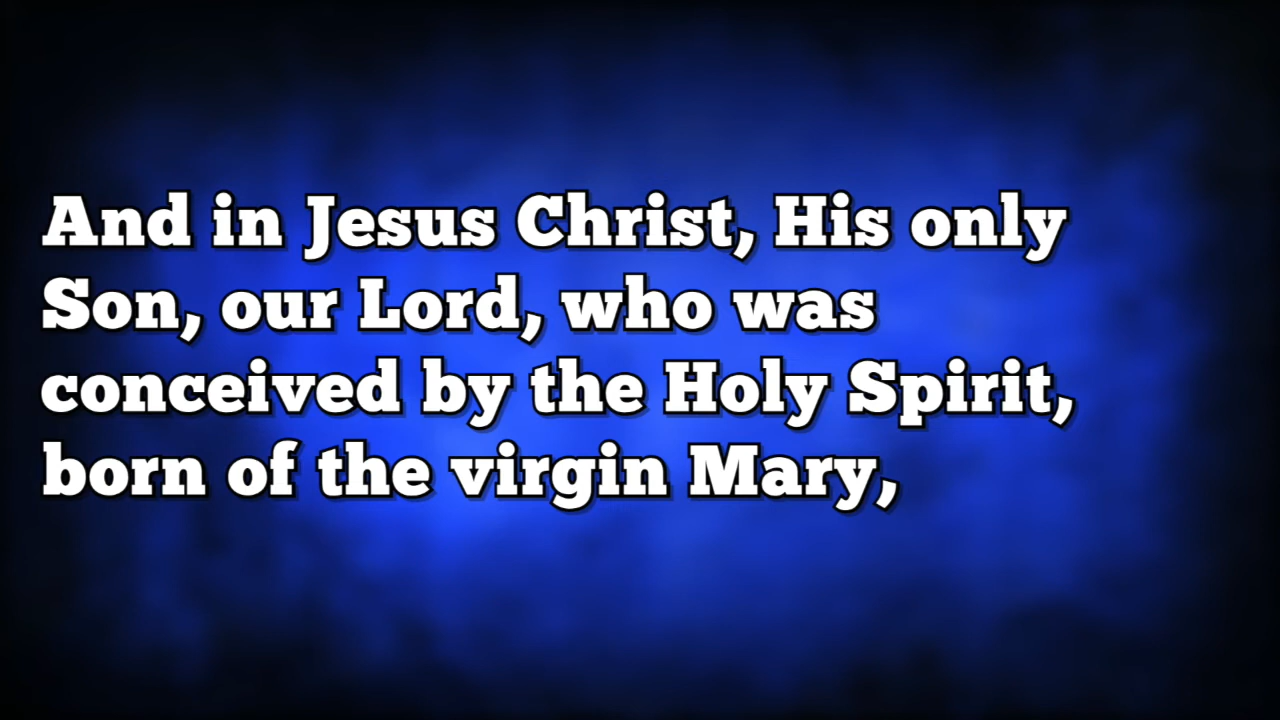 And in Jesus Christ, His only
Son, our Lord, who was
conceived by the Holy Spirit,
born of the virgin Mary,